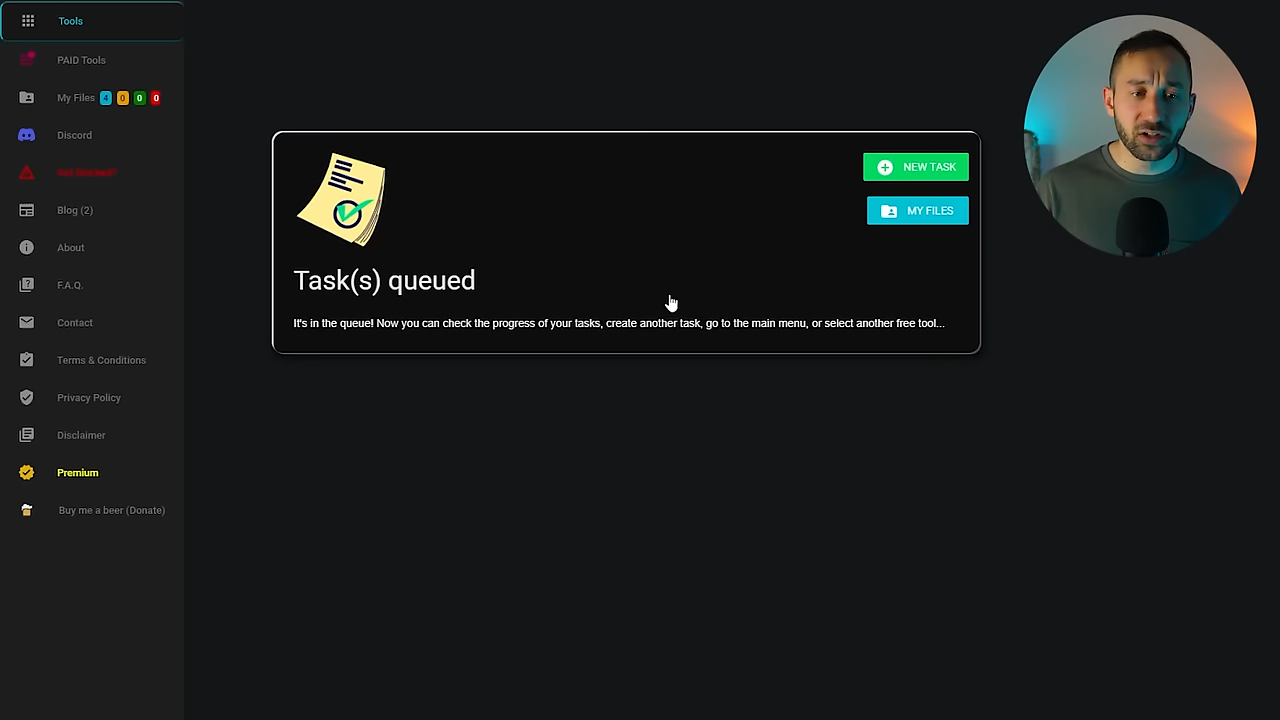 Tools
PAID Tools
My Files 4 0 0 0
Discord
Get blocked?
Blog (2)
About
F.A.Q.
Contact
Terms & Conditions
Privacy Policy
Disclaimer
Premium
Buy me a beer (Donate)
NEW TASK
MY FILES
Task(s) queued
It's in the queue! Now you can check the progress of your tasks, create another task, go to the main menu, or select another free tool...